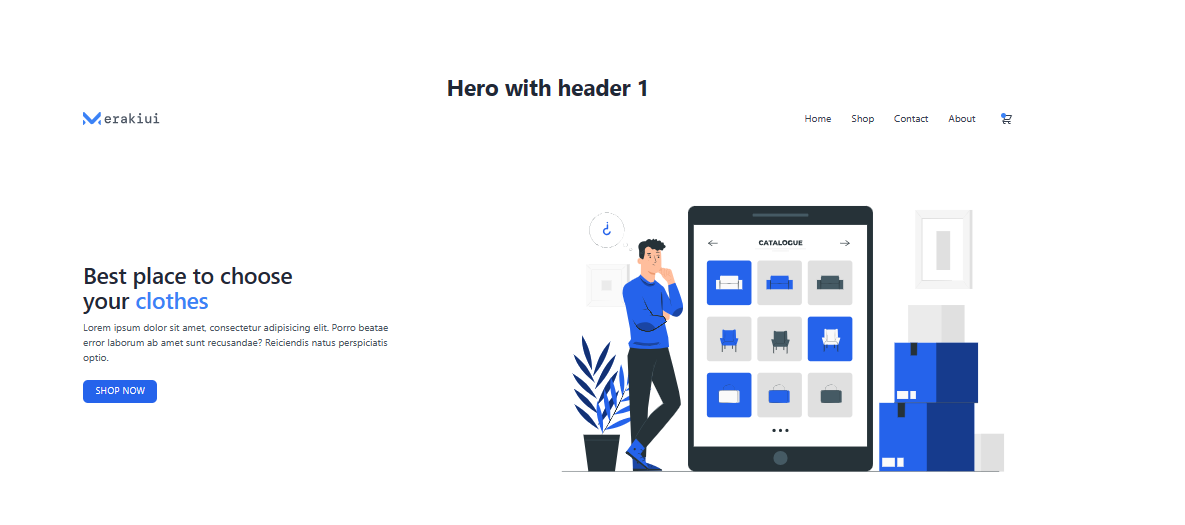 Hero with header 1
erakiui
Home Shop Contact About
CATALOGUE
Best place to choose
your clothes
Lorem ipsum dolor sit amet, consectetur adipisicing elit. Porro beatae
error laborum ab amet sunt recusandae? Reiciendis natus perspiciatis
optio.
SHOP NOW